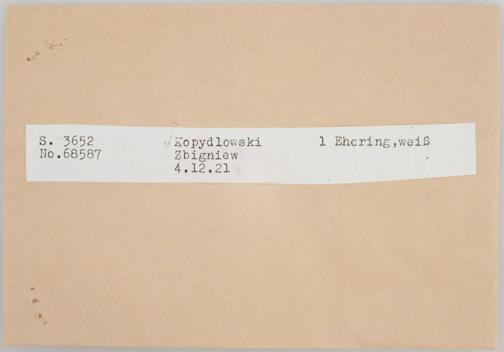 S. 3652 Kopydlowski 1 Ehering,weiß
No.68587 Zbigniew
4.12.21